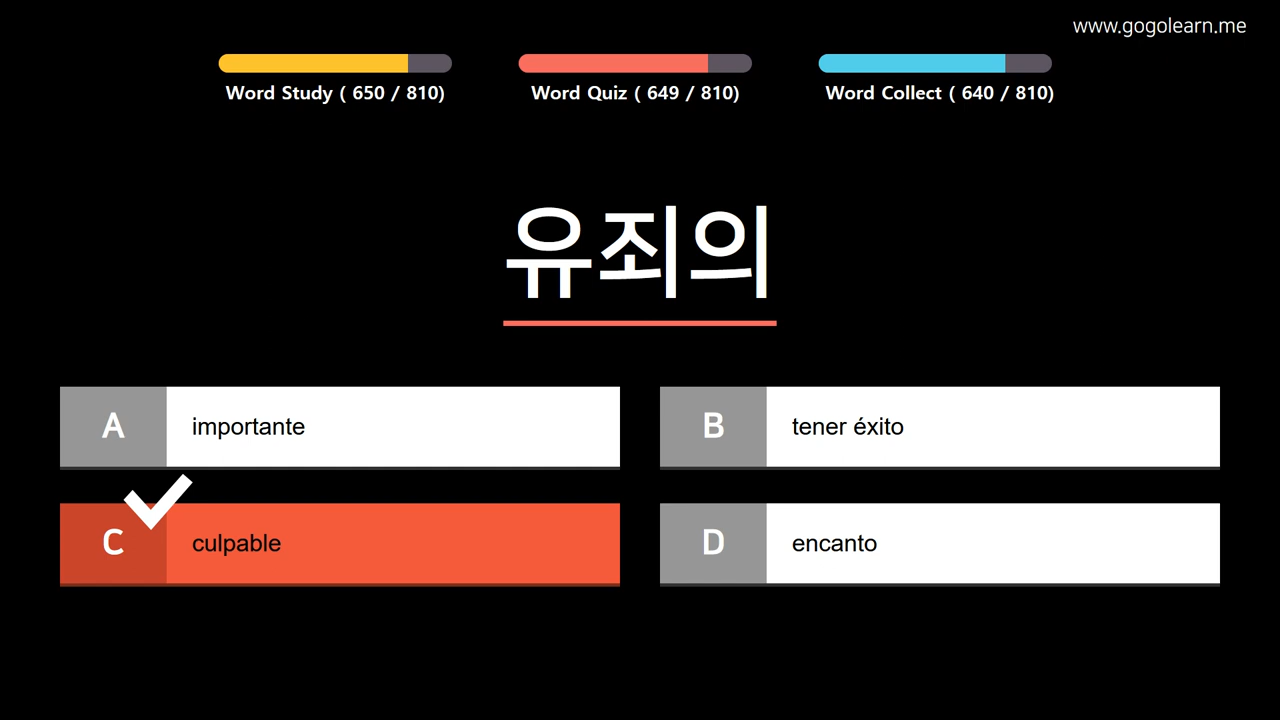 www.gogolearn.me
Word Study ( 650 / 810)
Word Quiz ( 649 / 810)
Word Collect ( 640 / 810)
유죄의
A importante
B tener éxito
C culpable
D encanto